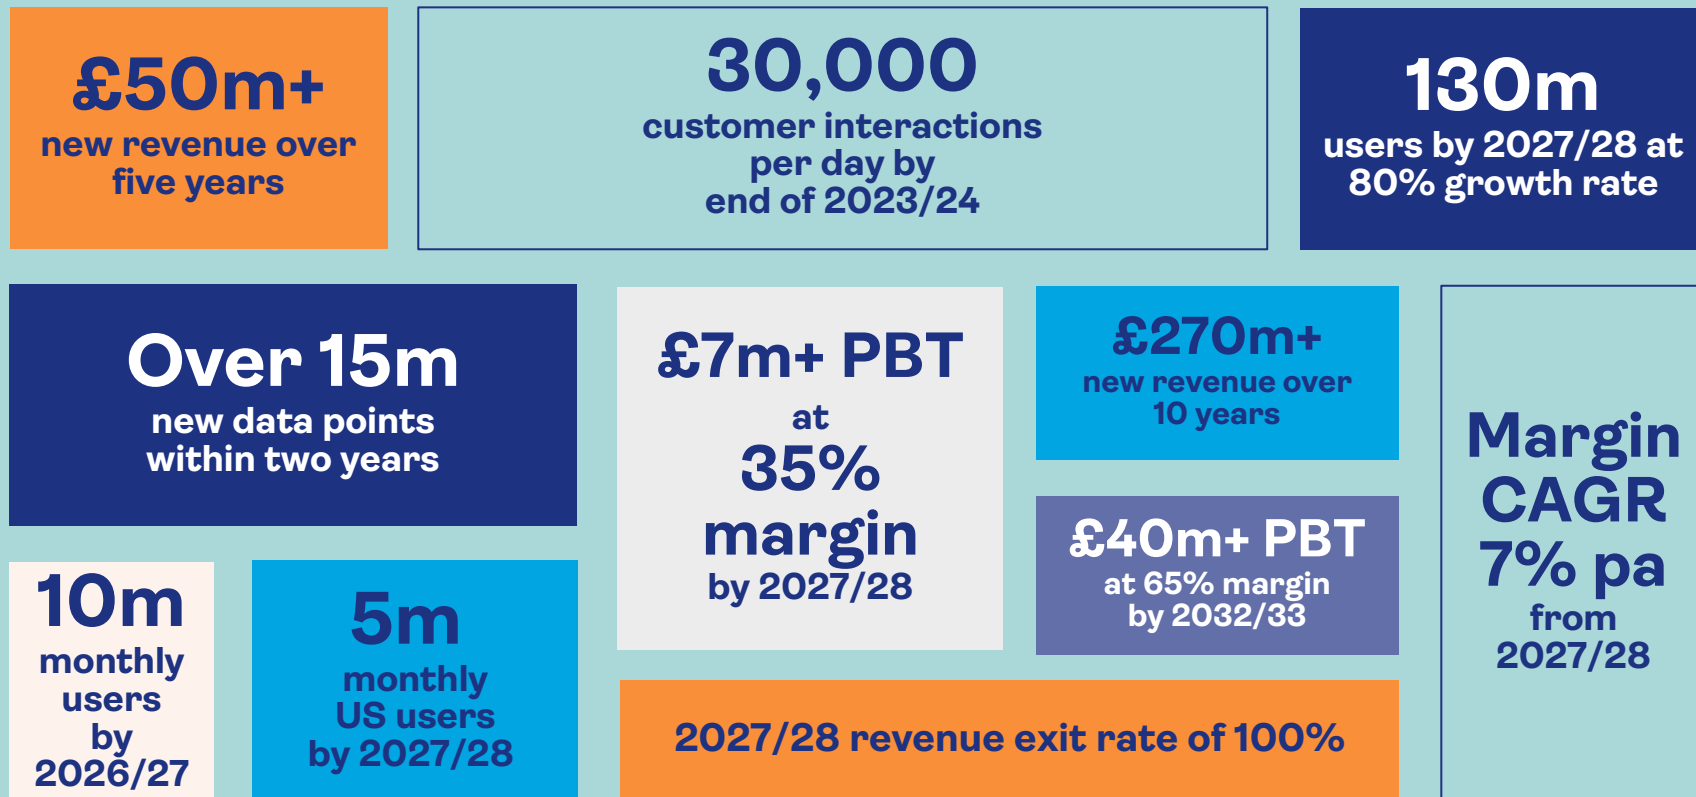 £50m+
new revenue over
five years
30,000
customer interactions
per day by
end of 2023/24
130m
users by 2027/28 at
80% growth rate
Over 15m
new data points
within two years
£7m+ PBT
at
35%
margin
by 2027/28
£270m+
new revenue over
10 years
£40m+ PBT
at 65% margin
by 2032/33
Margin
CAGR
7% pa
from
2027/28
10m
monthly
users
by
2026/27
5m
monthly
US users
by 2027/28
2027/28 revenue exit rate of 100%